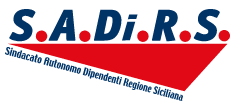 S.A.Di.R.S.
Sindacato Autonomo Dipendenti Regione Siciliana